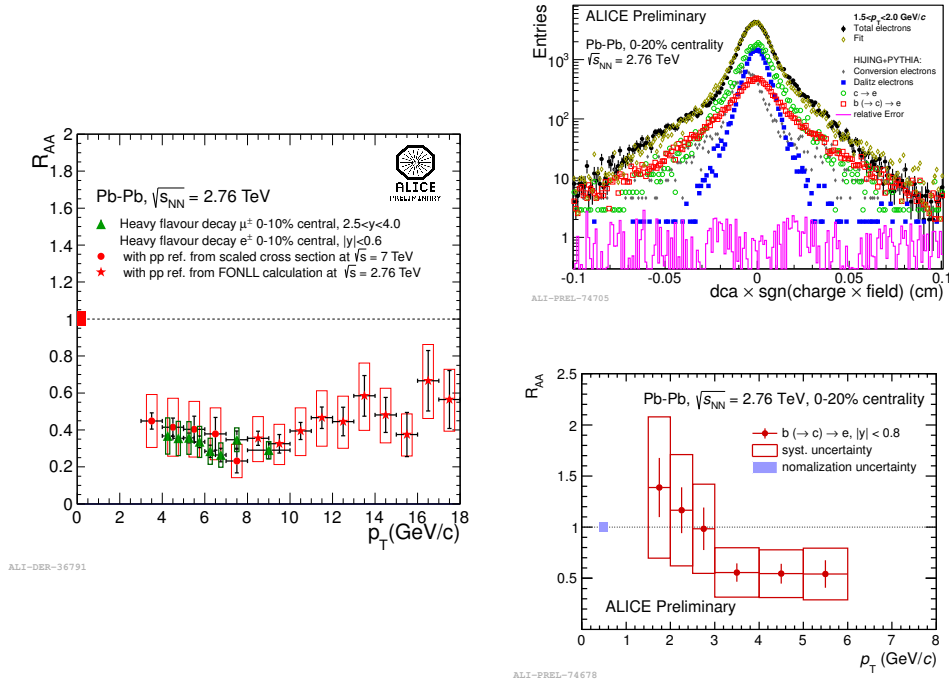 R_AA
2
1.8
1.6
1.4
1.2
1
0.8
0.6
0.4
0.2
0
ALICE
PRELIMINARY
Pb-Pb, √s_NN = 2.76 TeV
Heavy flavour decay μ± 0-10% central, 2.5<y<4.0
Heavy flavour decay e± 0-10% central, |y|<0.6
with pp ref. from scaled cross section at √s = 7 TeV
with pp ref. from FONLL calculation at √s = 2.76 TeV
0 2 4 6 8 10 12 14 16 18
p_T(GeV/c)
ALI-DER-36791
Entries
10³
10²
10
1
ALICE Preliminary
Pb-Pb, 0-20% centrality
√s_NN = 2.76 TeV
1.5<p_T<2.0 GeV/c
Total electrons
Fit
HIJING+PYTHIA:
Conversion electrons
Dalitz electrons
c → e
b (→ c) → e
relative Error
-0.1 -0.05 0 0.05 0.1
dca × sgn(charge × field) (cm)
ALI-PREL-74705
R_AA
2.5
2
1.5
1
0.5
0
Pb-Pb, √s_NN = 2.76 TeV, 0-20% centrality
b (→ c) → e, |y| < 0.8
syst. uncertainty
nomalization uncertainty
ALICE Preliminary
0 1 2 3 4 5 6 7 8
p_T (GeV/c)
ALI-PREL-74678